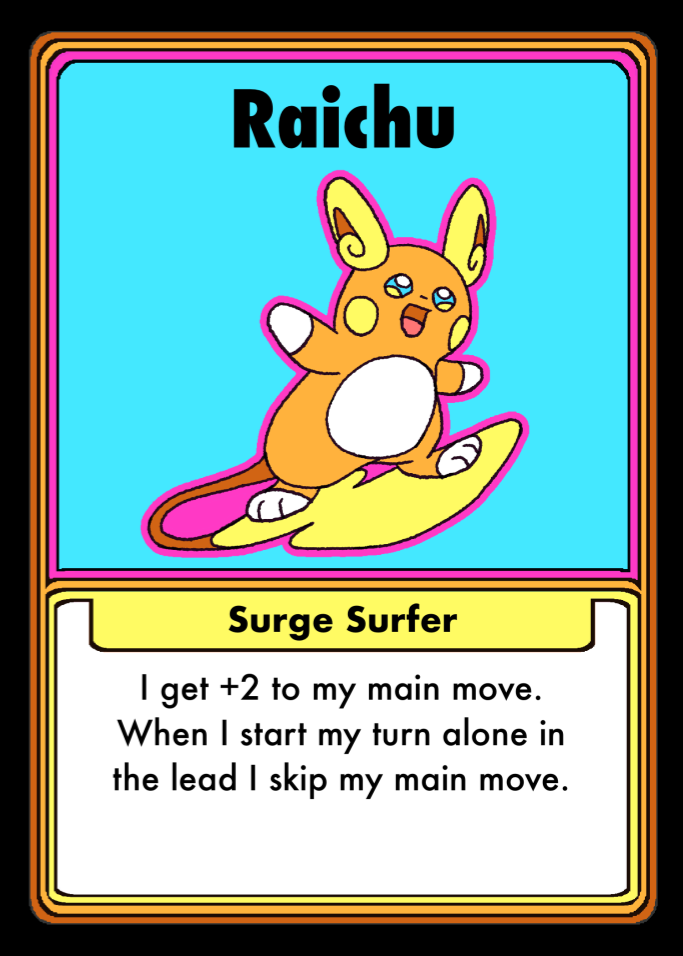 Raichu
Surge Surfer
I get +2 to my main move.
When I start my turn alone in
the lead I skip my main move.